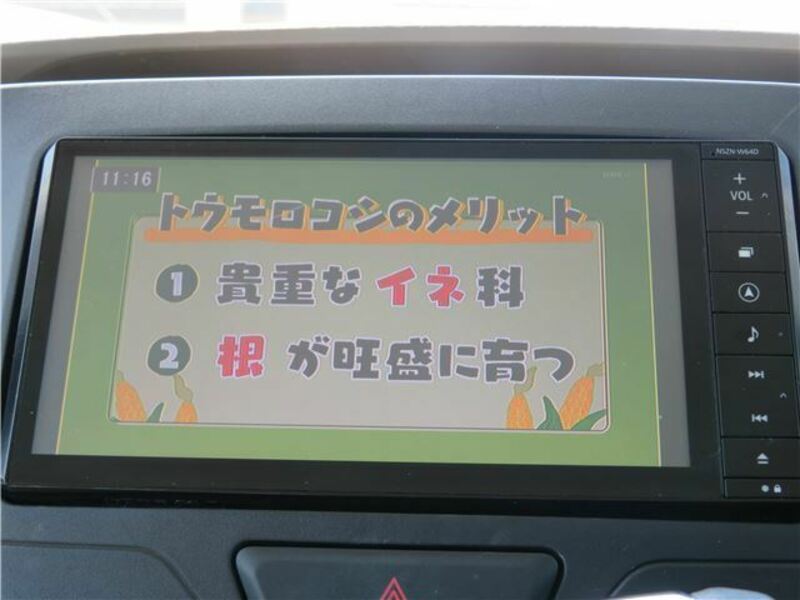 NSZN-W64D
11:16
トウモロコシのメリット
1 貴重なイネ科
2 根が旺盛に育つ
+
VOL
−